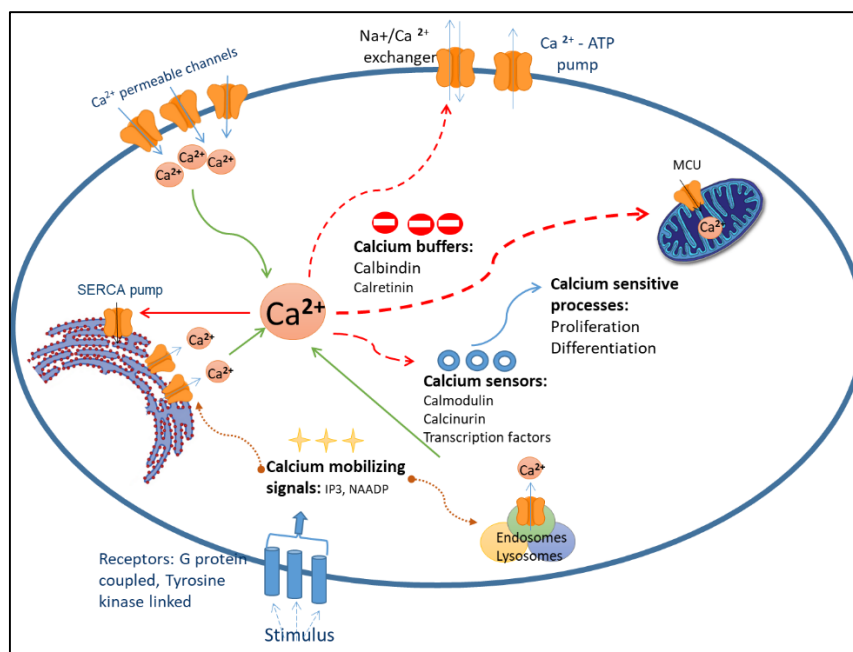 Na+/Ca ²⁺
exchanger
Ca ²⁺ - ATP
pump
Ca²⁺ permeable channels
Ca²⁺
Ca²⁺
Ca²⁺
MCU
Ca²⁺
Calcium buffers:
Calbindin
Calretinin
SERCA pump
Ca²⁺
Ca²⁺
Ca²⁺
Calcium sensitive
processes:
Proliferation
Differentiation
Calcium sensors:
Calmodulin
Calcinurin
Transcription factors
Calcium mobilizing
signals: IP3, NAADP
Ca²⁺
Endosomes
Lysosomes
Receptors: G protein
coupled, Tyrosine
kinase linked
Stimulus